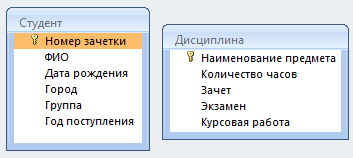 Студент
Номер зачетки
ФИО
Дата рождения
Город
Группа
Год поступления
Дисциплина
Наименование предмета
Количество часов
Зачет
Экзамен
Курсовая работа